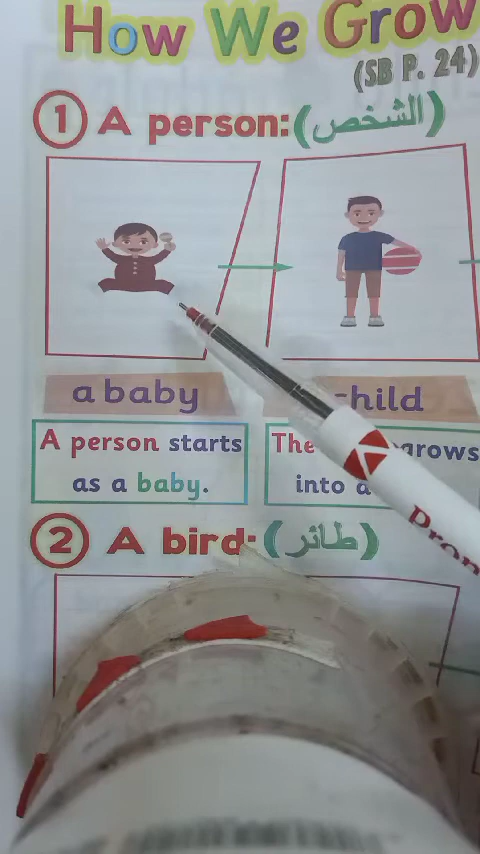 How We Grow
(SB P. 24)
1 A person: (الشخص)
a baby
child
A person starts
as a baby.
The grows
into a
2 A bird: (طائر)